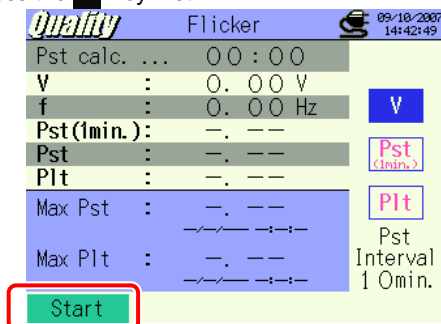 Quality Flicker 09/10/2007
14:42:49
Pst calc. ... 00:00
V : 0.00 V
f : 0.00 Hz
Pst(1min.): -.--
Pst : -.--
Plt : -.--
Max Pst : -.--
--/--/---- --:--:--
Max Plt : -.--
--/--/---- --:--:--
V
Pst
(1min.)
Plt
Pst
Interval
10min.
Start